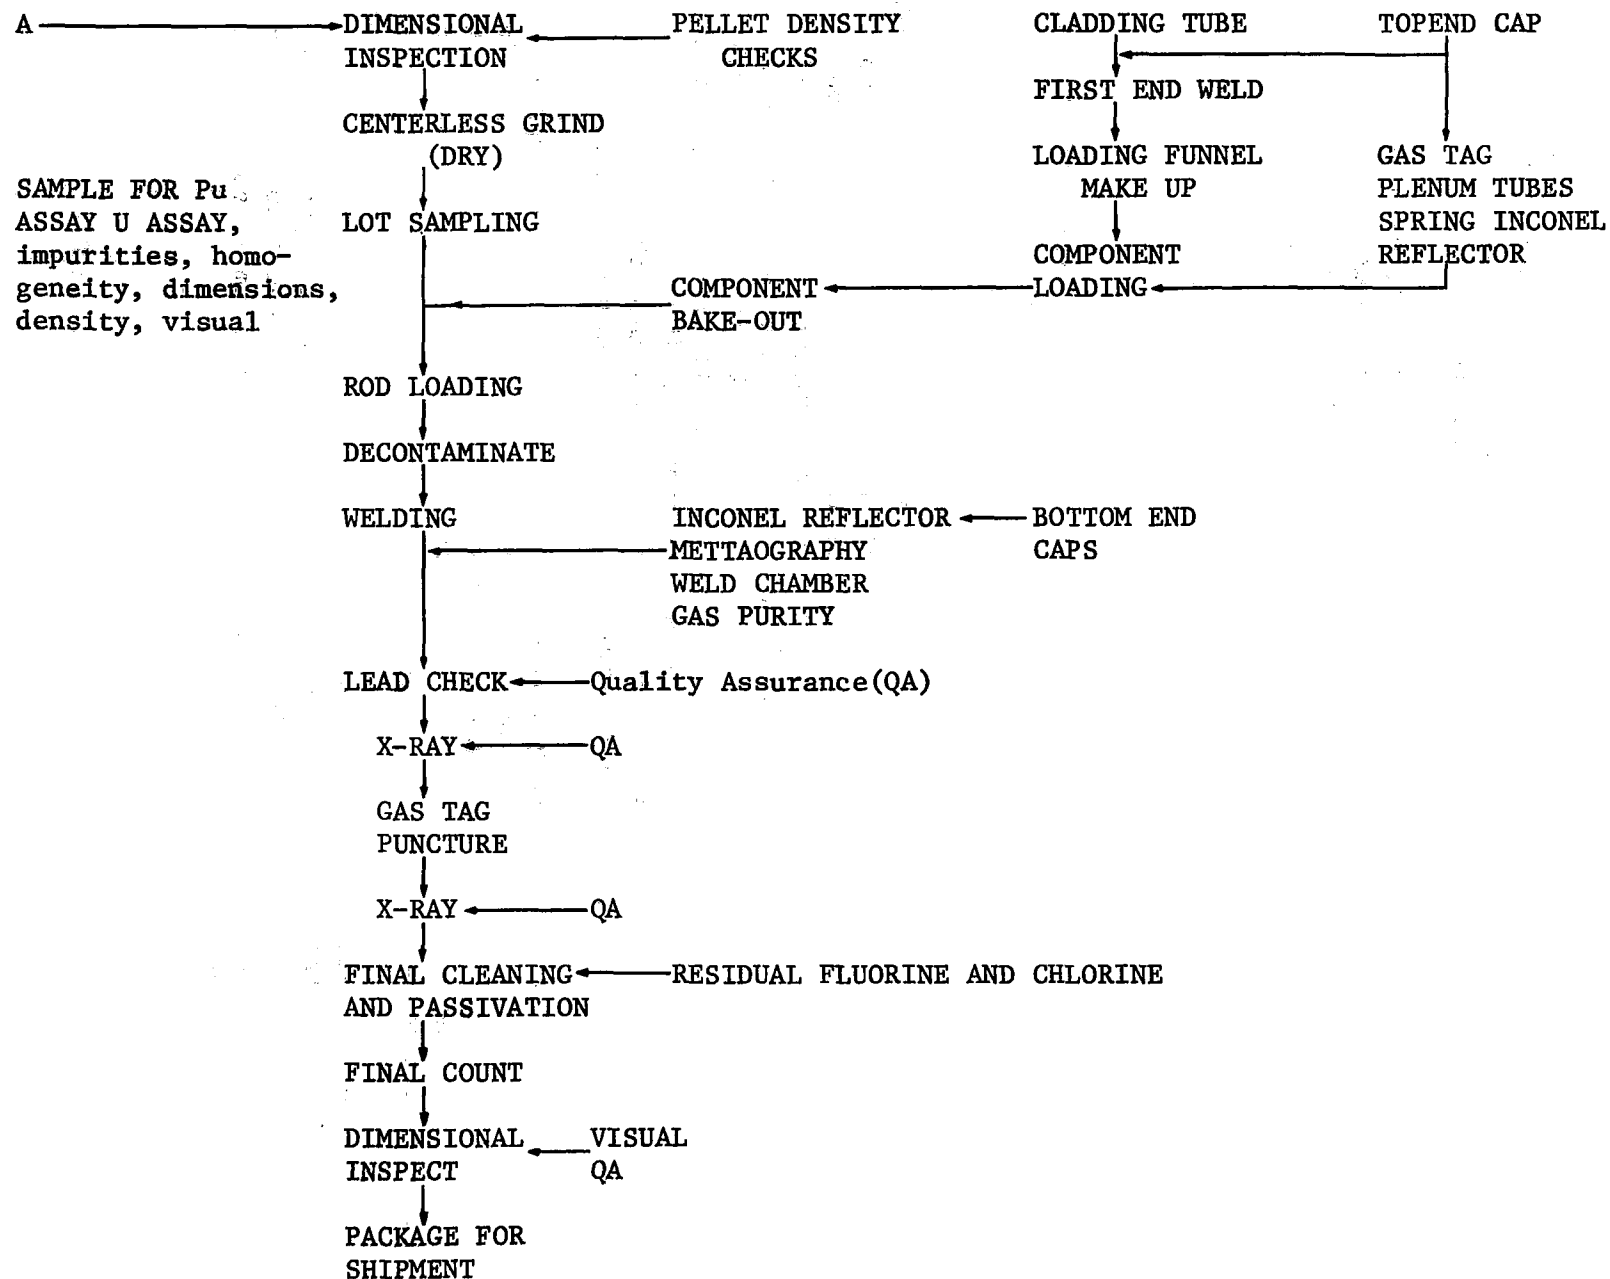 A
DIMENSIONAL
INSPECTION
PELLET DENSITY
CHECKS
CLADDING TUBE
TOPEND CAP
FIRST END WELD
CENTERLESS GRIND
(DRY)
LOADING FUNNEL
MAKE UP
GAS TAG
PLENUM TUBES
SPRING INCONEL
REFLECTOR
SAMPLE FOR Pu
ASSAY U ASSAY,
impurities, homo-
geneity, dimensions,
density, visual
LOT SAMPLING
COMPONENT
LOADING
COMPONENT
BAKE-OUT
ROD LOADING
DECONTAMINATE
WELDING
INCONEL REFLECTOR
METTAOGRAPHY
WELD CHAMBER
GAS PURITY
BOTTOM END
CAPS
LEAD CHECK
Quality Assurance(QA)
X-RAY
QA
GAS TAG
PUNCTURE
X-RAY
QA
FINAL CLEANING
AND PASSIVATION
RESIDUAL FLUORINE AND CHLORINE
FINAL COUNT
DIMENSIONAL
INSPECT
VISUAL
QA
PACKAGE FOR
SHIPMENT